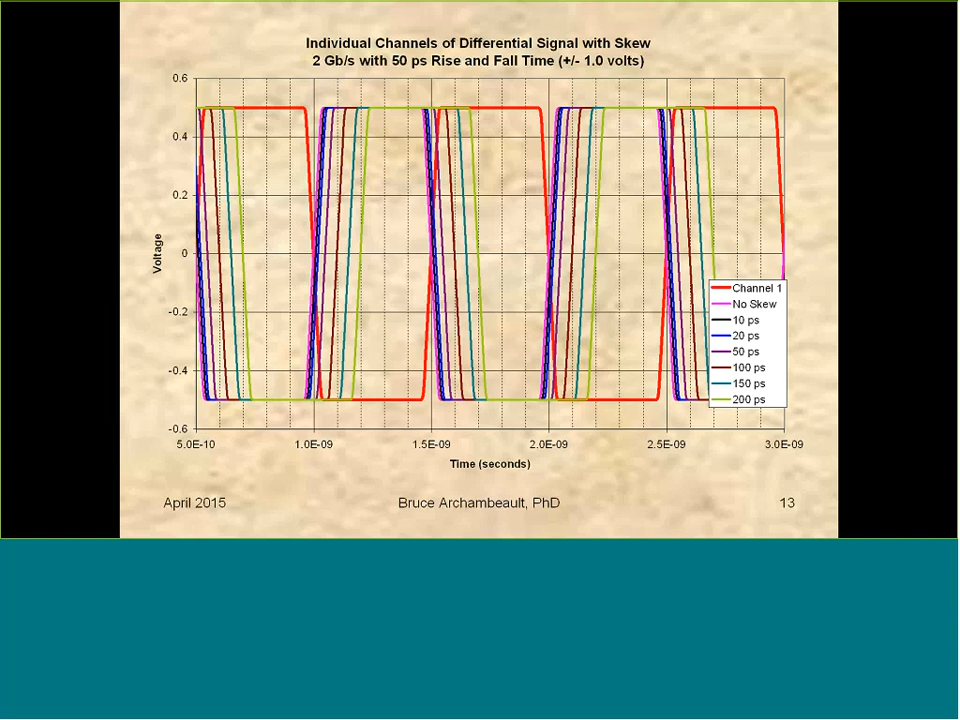 Individual Channels of Differential Signal with Skew
2 Gb/s with 50 ps Rise and Fall Time (+/- 1.0 volts)
0.6
0.4
0.2
0
-0.2
-0.4
-0.6
Voltage
Channel 1
No Skew
10 ps
20 ps
50 ps
100 ps
150 ps
200 ps
5.0E-10 1.0E-09 1.5E-09 2.0E-09 2.5E-09 3.0E-09
Time (seconds)
April 2015 Bruce Archambeault, PhD 13